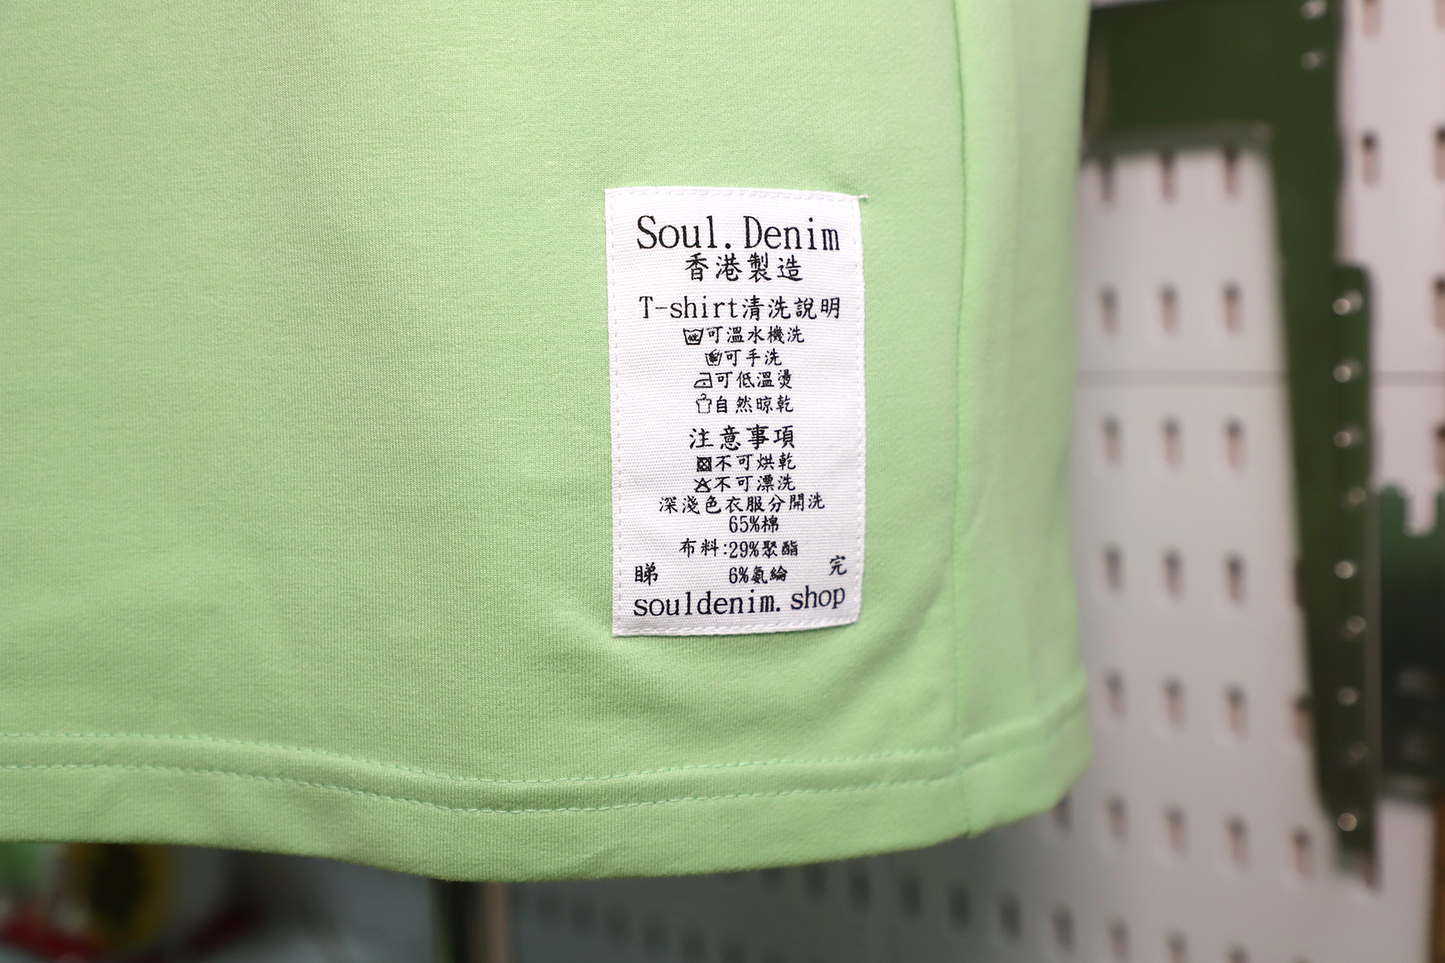 Soul.Denim
香港製造
T-shirt清洗說明
可溫水機洗
可手洗
可低溫燙
自然晾乾
注意事項
不可烘乾
不可漂洗
深淺色衣服分開洗
65%棉
布料:29%聚酯
睇 6%氨綸 完
souldenim.shop